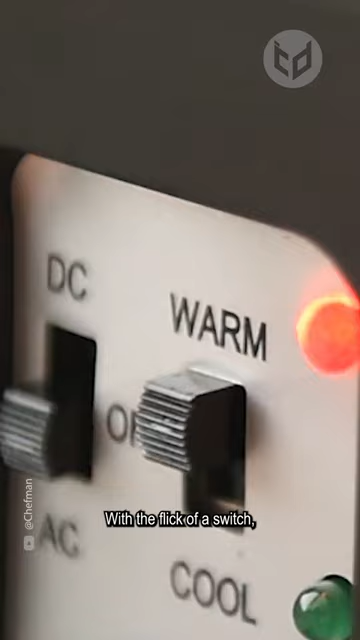 DC
WARM
With the flick of a switch,
AC
COOL
@Chefman